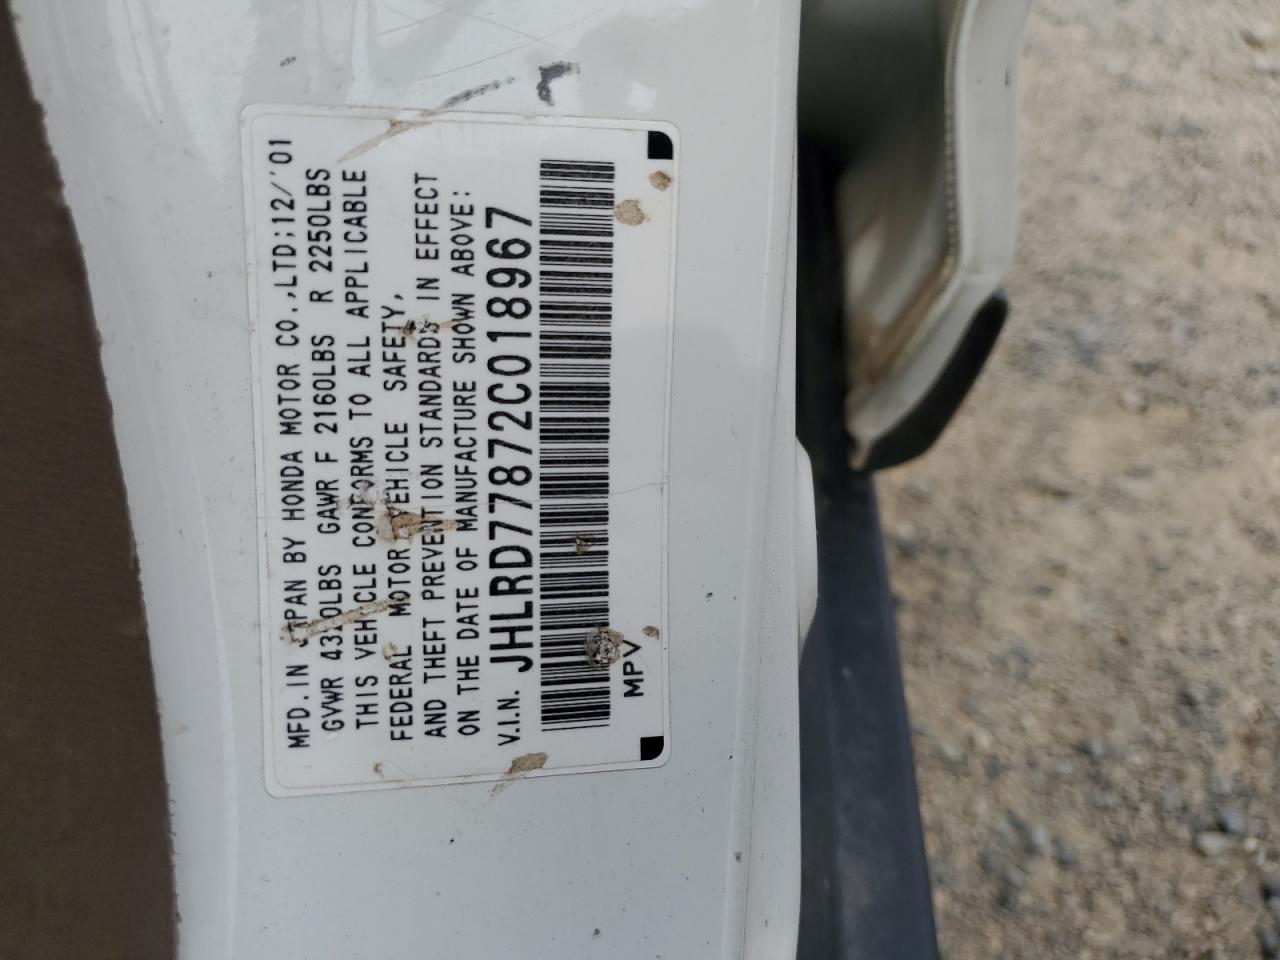 MFD. IN JAPAN BY HONDA MOTOR CO.,LTD;12/'01
GVWR LBS GAWR F 2160LBS R 2250LBS
THIS VEHICLE CONFORMS TO ALL APPLICABLE
FEDERAL MOTOR VEHICLE SAFETY,
AND THEFT PREVENTION STANDARDS IN EFFECT
ON THE DATE OF MANUFACTURE SHOWN ABOVE:
V.I.N. JHLRD77872C018967
MPV